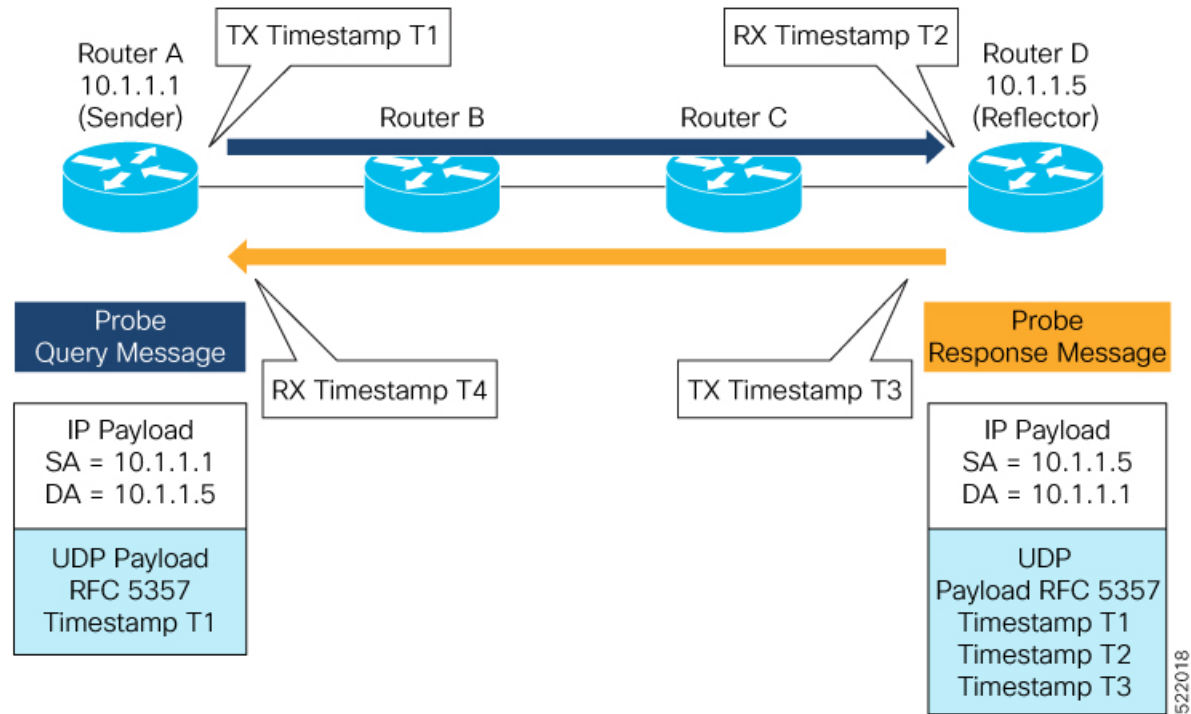 TX Timestamp T1
RX Timestamp T2
Router A
10.1.1.1
(Sender)
Router B
Router C
Router D
10.1.1.5
(Reflector)
Probe
Query Message
RX Timestamp T4
TX Timestamp T3
Probe
Response Message
IP Payload
SA = 10.1.1.1
DA = 10.1.1.5
UDP Payload
RFC 5357
Timestamp T1
IP Payload
SA = 10.1.1.5
DA = 10.1.1.1
UDP
Payload RFC 5357
Timestamp T1
Timestamp T2
Timestamp T3
522018